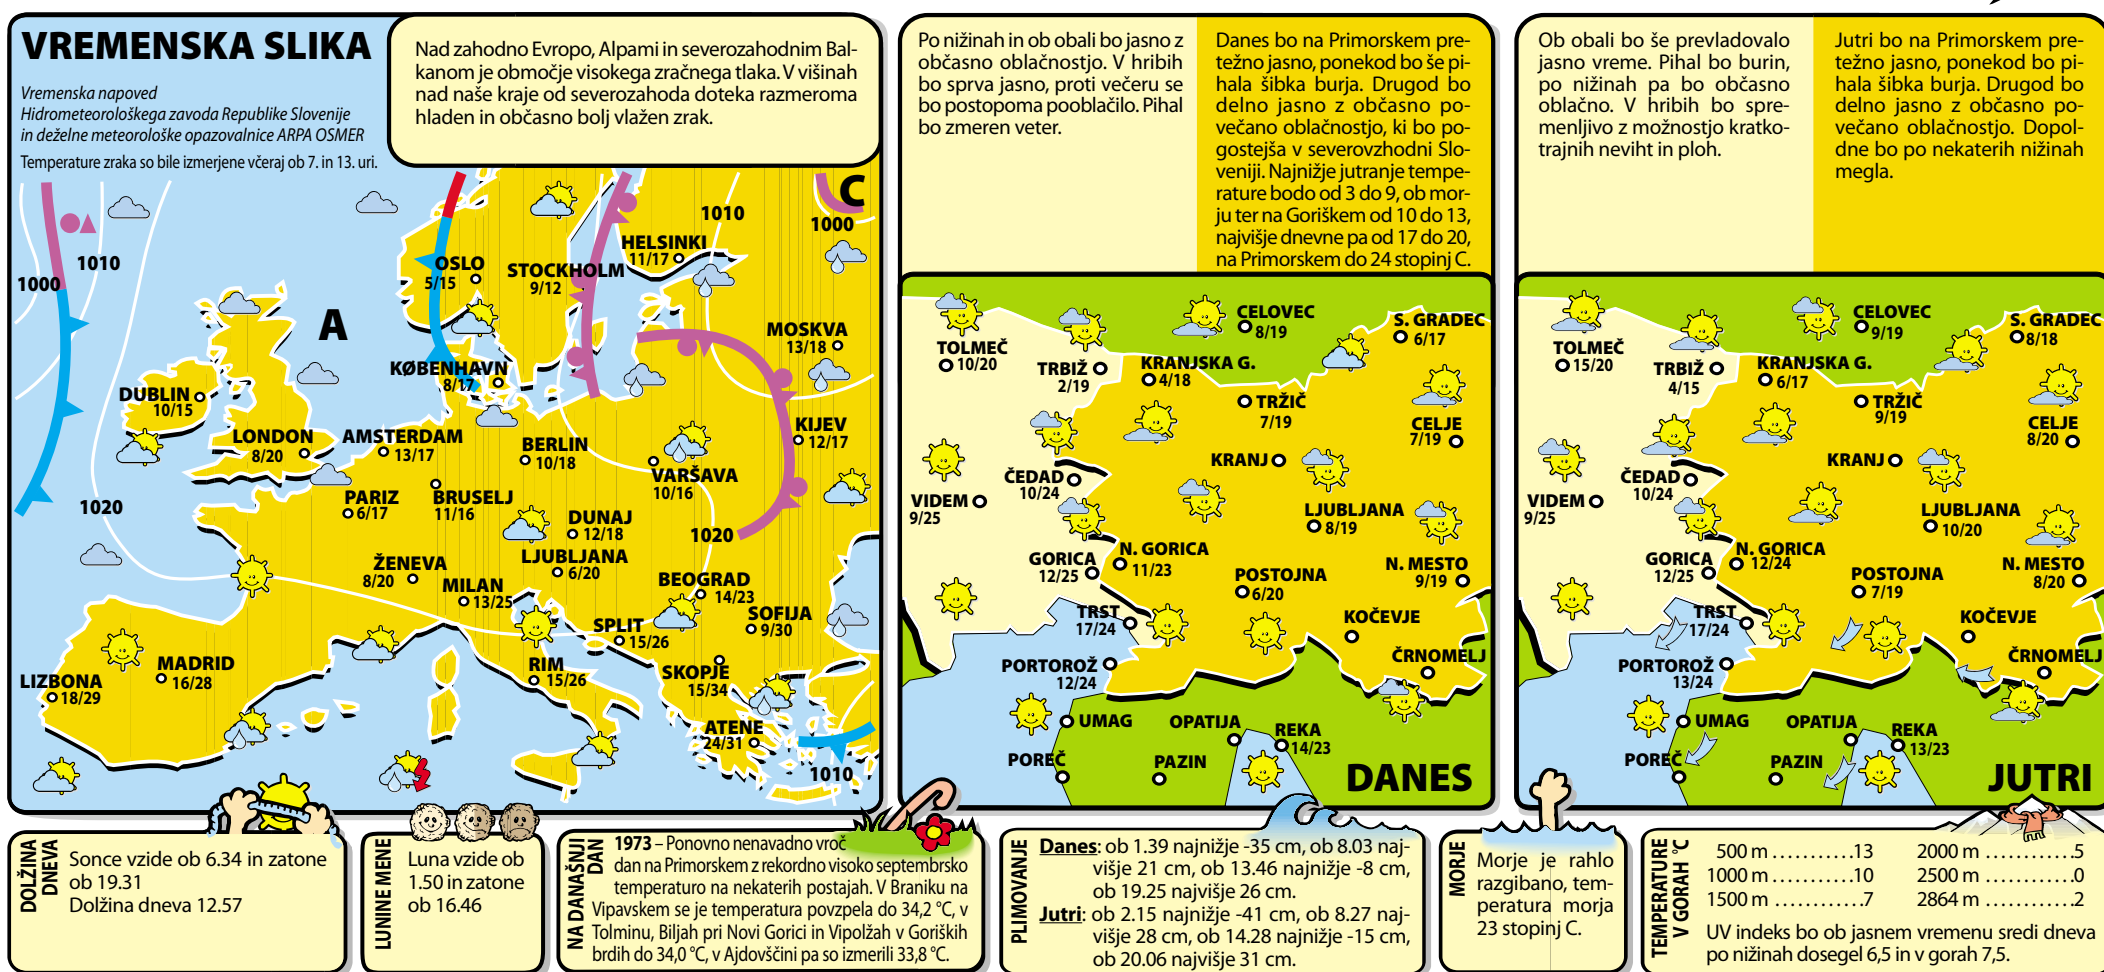 VREMENSKA SLIKA
Vremenska napoved
Hidrometeorološkega zavoda Republike Slovenije
in deželne meteorološke opazovalnice ARPA OSMER
Temperature zraka so bile izmerjene včeraj ob 7. in 13. uri.
Nad zahodno Evropo, Alpami in severozahodnim Bal-
kanom je območje visokega zračnega tlaka. V višinah
nad naše kraje od severozahoda doteka razmeroma
hladen in občasno bolj vlažen zrak.
C
1010
1000
HELSINKI
11/17
1010
OSLO
5/15
STOCKHOLM
9/12
1000
A
MOSKVA
13/18
KØBENHAVN
8/17
DUBLIN
10/15
LONDON
8/20
AMSTERDAM
13/17
BERLIN
10/18
KIJEV
12/17
VARŠAVA
10/16
PARIZ
6/17
BRUSELJ
11/16
1020
DUNAJ
12/18
1020
ŽENEVA
8/20
LJUBLJANA
6/20
MILAN
13/25
BEOGRAD
14/23
SOFIJA
9/30
SPLIT
15/26
MADRID
16/28
RIM
15/26
SKOPJE
15/34
LIZBONA
18/29
ATENE
24/31
1010
Po nižinah in ob obali bo jasno z
občasno oblačnostjo. V hribih
bo sprva jasno, proti večeru se
bo postopoma pooblačilo. Pihal
bo zmeren veter.
Danes bo na Primorskem pre-
težno jasno, ponekod bo še pi-
hala šibka burja. Drugod bo
delno jasno z občasno po-
večano oblačnostjo, ki bo po-
gostejša v severovzhodni Slo-
veniji. Najnižje jutranje tempe-
rature bodo od 3 do 9, ob mor-
ju ter na Goriškem od 10 do 13,
najvišje dnevne pa od 17 do 20,
na Primorskem do 24 stopinj C.
CELOVEC
8/19
S. GRADEC
6/17
TOLMEČ
10/20
TRBIŽ
2/19
KRANJSKA G.
4/18
TRŽIČ
7/19
CELJE
7/19
KRANJ
ČEDAD
10/24
VIDEM
9/25
LJUBLJANA
8/19
GORICA
12/25
N. GORICA
11/23
POSTOJNA
6/20
N. MESTO
9/19
TRST
17/24
KOČEVJE
PORTOROŽ
12/24
ČRNOMELJ
UMAG
OPATIJA
REKA
14/23
POREČ
PAZIN
DANES
Ob obali bo še prevladovalo
jasno vreme. Pihal bo burin,
po nižinah pa bo občasno
oblačno. V hribih bo spre-
menljivo z možnostjo kratko-
trajnih neviht in ploh.
Jutri bo na Primorskem pre-
težno jasno, ponekod bo pi-
hala šibka burja. Drugod bo
delno jasno z občasno po-
večano oblačnostjo. Dopol-
dne bo po nekaterih nižinah
megla.
CELOVEC
9/19
S. GRADEC
8/18
TOLMEČ
15/20
TRBIŽ
4/15
KRANJSKA G.
6/17
TRŽIČ
9/19
CELJE
8/20
KRANJ
ČEDAD
10/24
VIDEM
9/25
LJUBLJANA
10/20
GORICA
12/25
N. GORICA
12/24
POSTOJNA
7/19
N. MESTO
8/20
TRST
17/24
KOČEVJE
PORTOROŽ
13/24
ČRNOMELJ
UMAG
OPATIJA
REKA
13/23
POREČ
PAZIN
JUTRI
DOLŽINA
DNEVA
Sonce vzide ob 6.34 in zatone
ob 19.31
Dolžina dneva 12.57
LUNINE MENE
Luna vzide ob
1.50 in zatone
ob 16.46
NA DANAŠNJI
DAN
1973 – Ponovno nenavadno vroč
dan na Primorskem z rekordno visoko septembrsko
temperaturo na nekaterih postajah. V Braniku na
Vipavskem se je temperatura povzpela do 34,2 °C, v
Tolminu, Biljah pri Novi Gorici in Vipolžah v Goriških
brdih do 34,0 °C, v Ajdovščini pa so izmerili 33,8 °C.
PLIMOVANJE
Danes: ob 1.39 najnižje -35 cm, ob 8.03 naj-
višje 21 cm, ob 13.46 najnižje -8 cm,
ob 19.25 najvišje 26 cm.
Jutri: ob 2.15 najnižje -41 cm, ob 8.27 naj-
višje 28 cm, ob 14.28 najnižje -15 cm,
ob 20.06 najvišje 31 cm.
MORJE
Morje je rahlo
razgibano, tem-
peratura morja
23 stopinj C.
TEMPERATURE °C
V GORAH
500 m ...........13
1000 m ...........10
1500 m ............7
2000 m ............5
2500 m ............0
2864 m ............2
UV indeks bo ob jasnem vremenu sredi dneva
po nižinah dosegel 6,5 in v gorah 7,5.